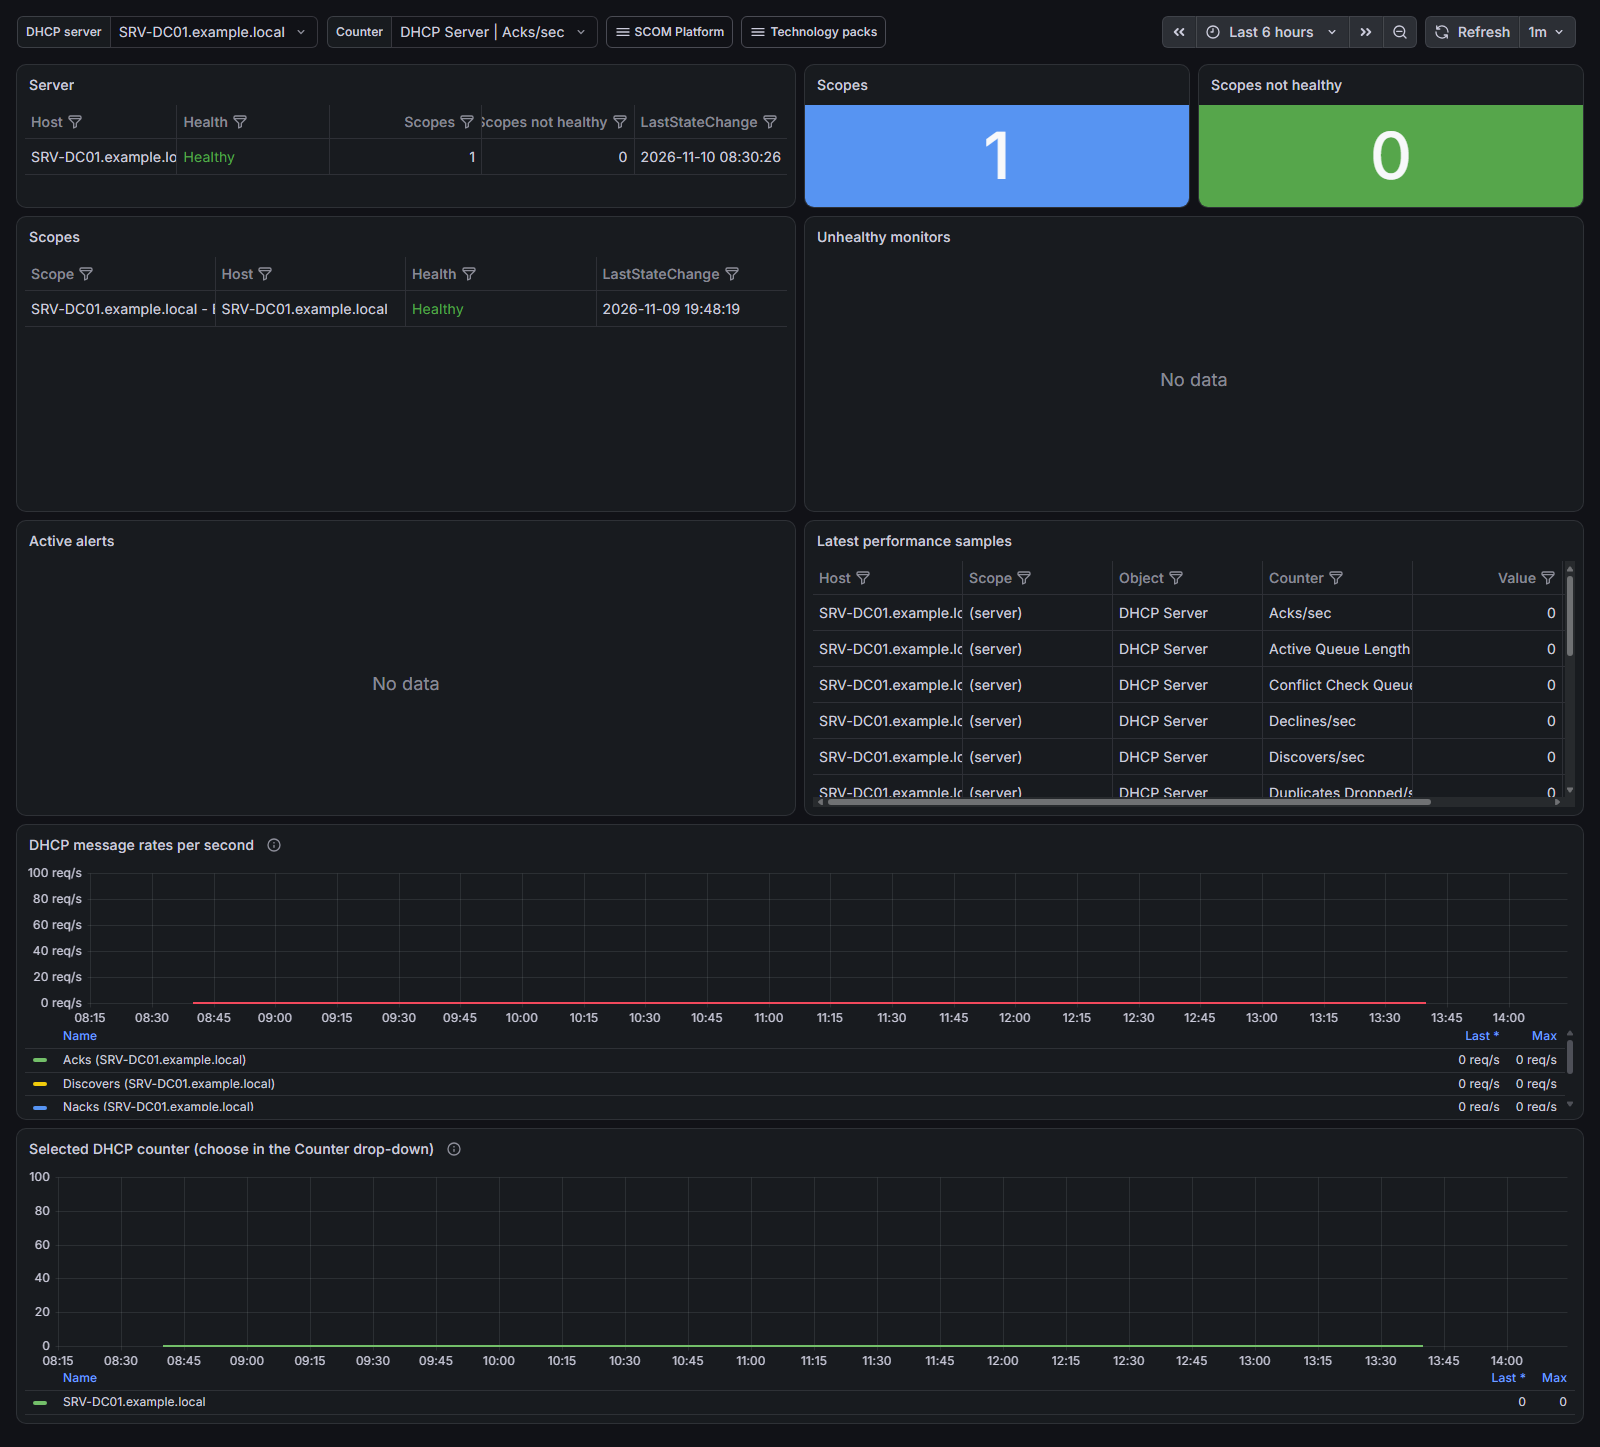 DHCP server SRV-DC01.example.local Counter DHCP Server | Acks/sec SCOM Platform Technology packs Last 6 hours Refresh 1m
Server
Host Health Scopes Scopes not healthy LastStateChange
SRV-DC01.example.lo Healthy 1 0 2026-11-10 08:30:26
Scopes
1
Scopes not healthy
0
Scopes
Scope Host Health LastStateChange
SRV-DC01.example.local - SRV-DC01.example.local Healthy 2026-11-09 19:48:19
Unhealthy monitors
No data
Active alerts
No data
Latest performance samples
Host Scope Object Counter Value
SRV-DC01.example.lc (server) DHCP Server Acks/sec 0
SRV-DC01.example.lc (server) DHCP Server Active Queue Length 0
SRV-DC01.example.lc (server) DHCP Server Conflict Check Queue 0
SRV-DC01.example.lc (server) DHCP Server Declines/sec 0
SRV-DC01.example.lc (server) DHCP Server Discovers/sec 0
SRV-DC01.example.lc (server) DHCP Server Duplicates Dropped/s 0
DHCP message rates per second
100 req/s
80 req/s
60 req/s
40 req/s
20 req/s
0 req/s
08:15 08:30 08:45 09:00 09:15 09:30 09:45 10:00 10:15 10:30 10:45 11:00 11:15 11:30 11:45 12:00 12:15 12:30 12:45 13:00 13:15 13:30 13:45 14:00
Name Last * Max
Acks (SRV-DC01.example.local) 0 req/s 0 req/s
Discovers (SRV-DC01.example.local) 0 req/s 0 req/s
Nacks (SRV-DC01.example.local) 0 req/s 0 req/s
Selected DHCP counter (choose in the Counter drop-down)
100
80
60
40
20
0
08:15 08:30 08:45 09:00 09:15 09:30 09:45 10:00 10:15 10:30 10:45 11:00 11:15 11:30 11:45 12:00 12:15 12:30 12:45 13:00 13:15 13:30 13:45 14:00
Name Last * Max
SRV-DC01.example.local 0 0